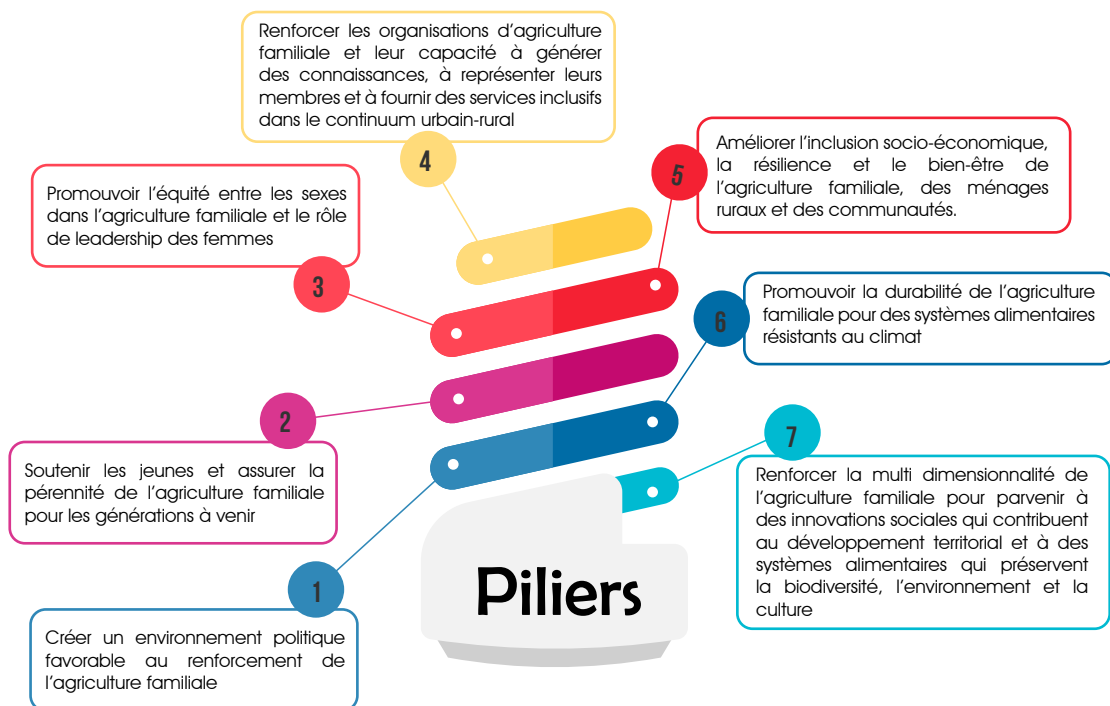 Renforcer les organisations d’agriculture
familiale et leur capacité à générer
des connaissances, à représenter leurs
membres et à fournir des services inclusifs
dans le continuum urbain-rural
4
Améliorer l’inclusion socio-économique,
la résilience et le bien-être de
l’agriculture familiale, des ménages
ruraux et des communautés.
5
Promouvoir l’équité entre les sexes
dans l’agriculture familiale et le rôle
de leadership des femmes
3
Promouvoir la durabilité de l’agriculture
familiale pour des systèmes alimentaires
résistants au climat
6
2
Soutenir les jeunes et assurer la
pérennité de l’agriculture familiale
pour les générations à venir
7
Renforcer la multi dimensionnalité de
l’agriculture familiale pour parvenir à
des innovations sociales qui contribuent
au développement territorial et à des
systèmes alimentaires qui préservent
la biodiversité, l’environnement et la
culture
1
Créer un environnement politique
favorable au renforcement de
l’agriculture familiale
Piliers